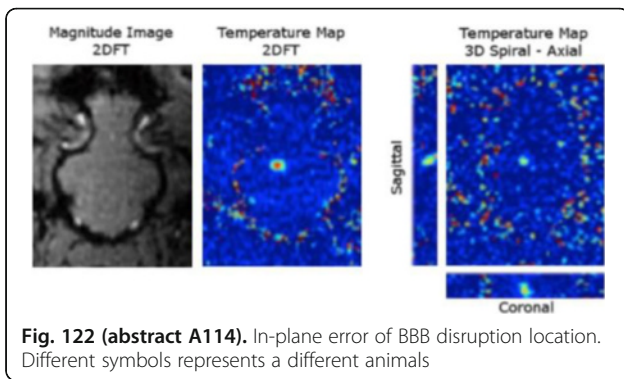 Magnitude Image
2DFT
Temperature Map
2DFT
Temperature Map
3D Spiral - Axial
Sagittal
Coronal
Fig. 122 (abstract A114). In-plane error of BBB disruption location.
Different symbols represents a different animals